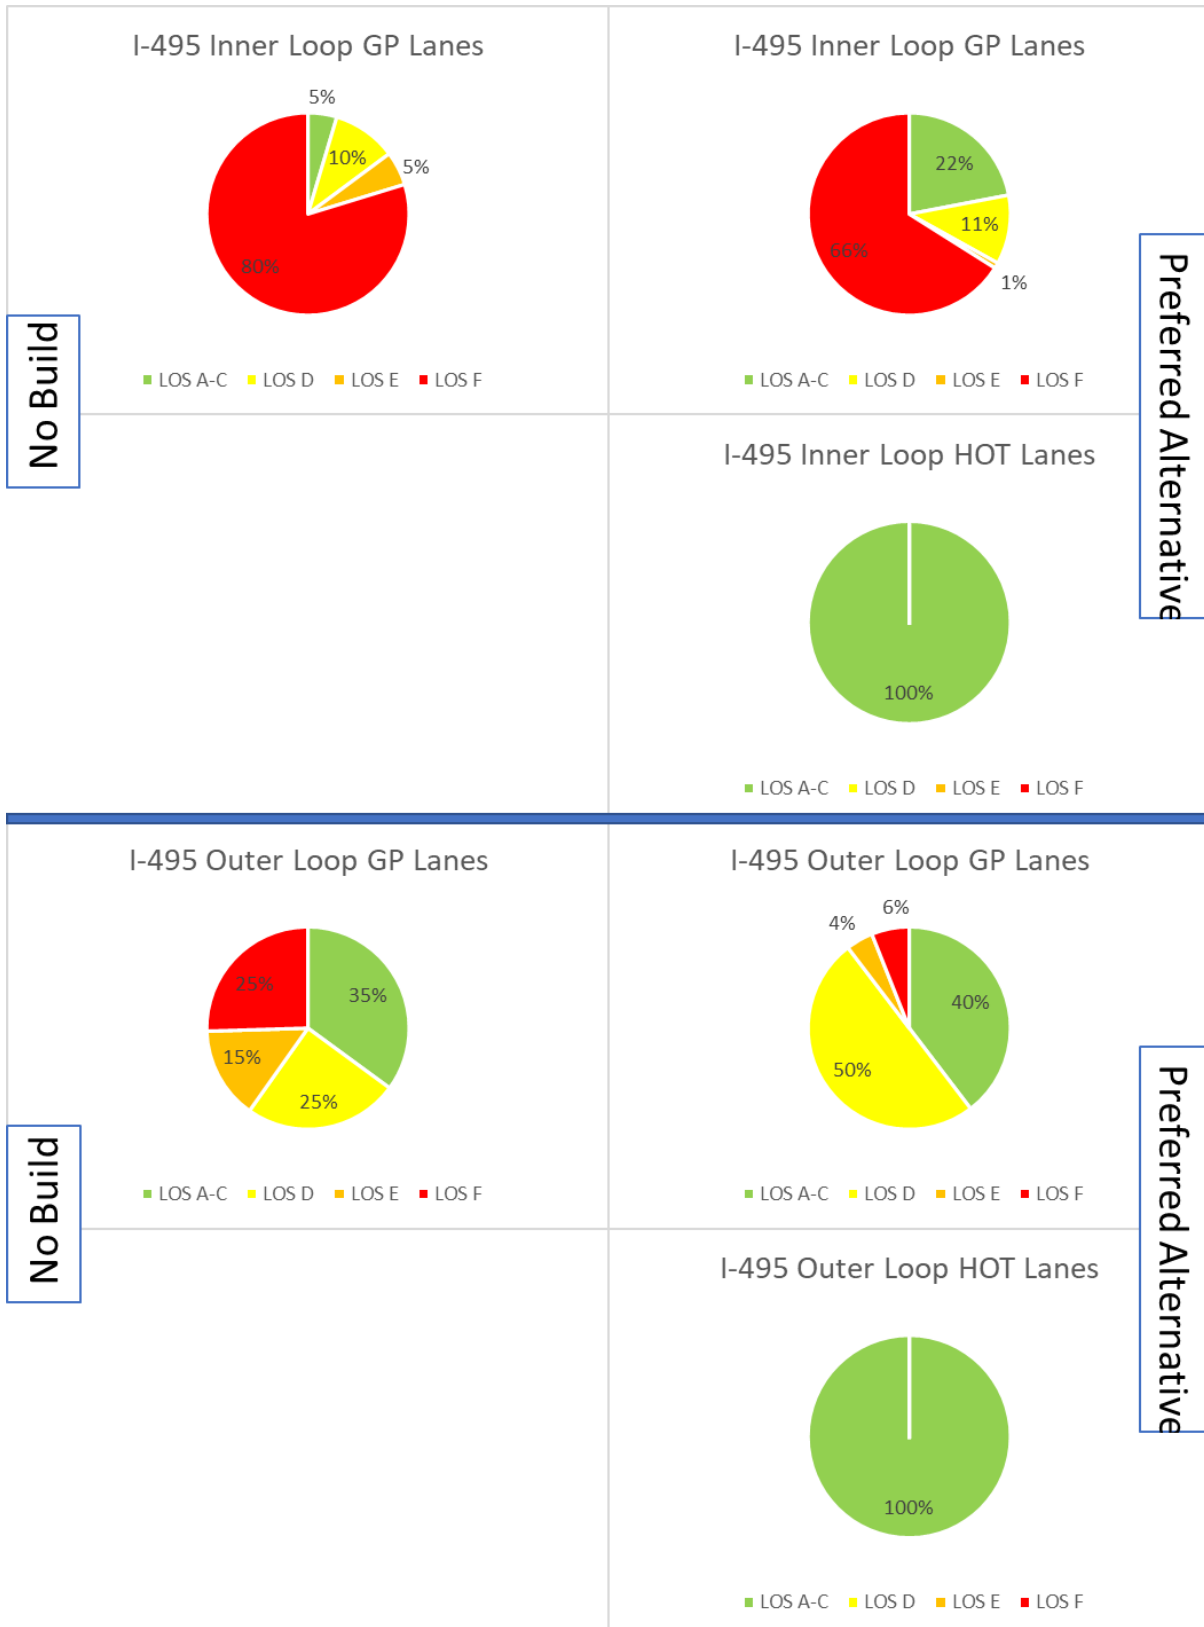 I-495 Inner Loop GP Lanes
5%
10%
5%
80%
LOS A-C LOS D LOS E LOS F
No Build
I-495 Inner Loop GP Lanes
22%
11%
1%
66%
LOS A-C LOS D LOS E LOS F
Preferred Alternative
I-495 Inner Loop HOT Lanes
100%
LOS A-C LOS D LOS E LOS F
I-495 Outer Loop GP Lanes
35%
25%
15%
25%
LOS A-C LOS D LOS E LOS F
No Build
I-495 Outer Loop GP Lanes
40%
50%
4%
6%
LOS A-C LOS D LOS E LOS F
Preferred Alternative
I-495 Outer Loop HOT Lanes
100%
LOS A-C LOS D LOS E LOS F